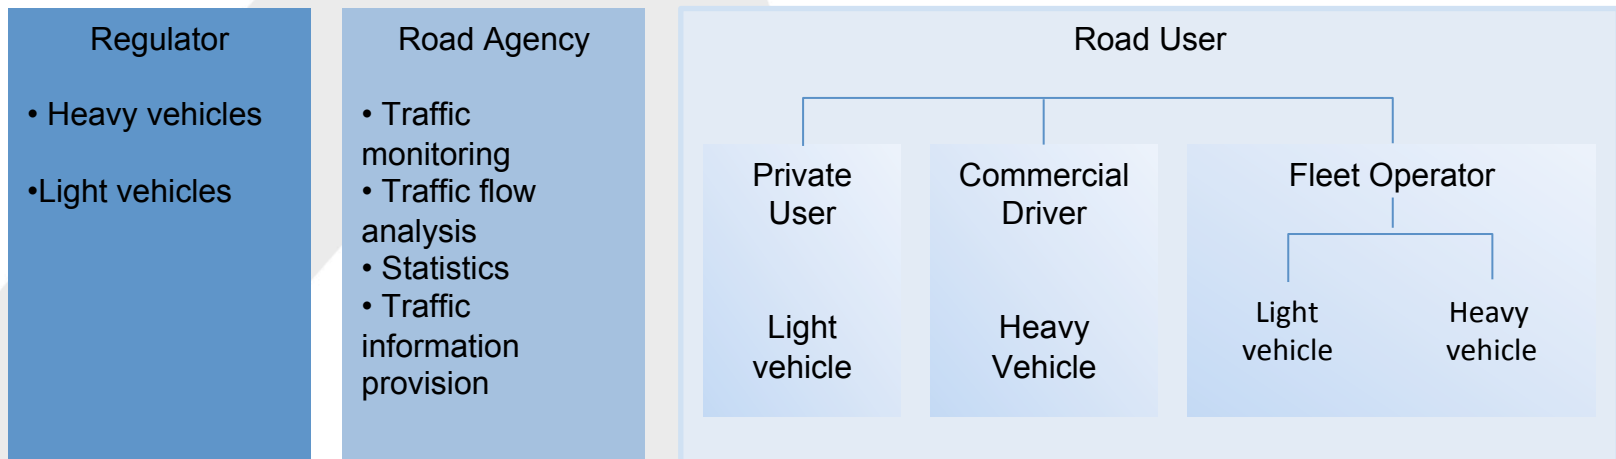 Regulator
• Heavy vehicles
•Light vehicles
Road Agency
• Traffic
monitoring
• Traffic flow
analysis
• Statistics
• Traffic
information
provision
Road User
Private
User
Light
vehicle
Commercial
Driver
Heavy
Vehicle
Fleet Operator
Light
vehicle
Heavy
vehicle